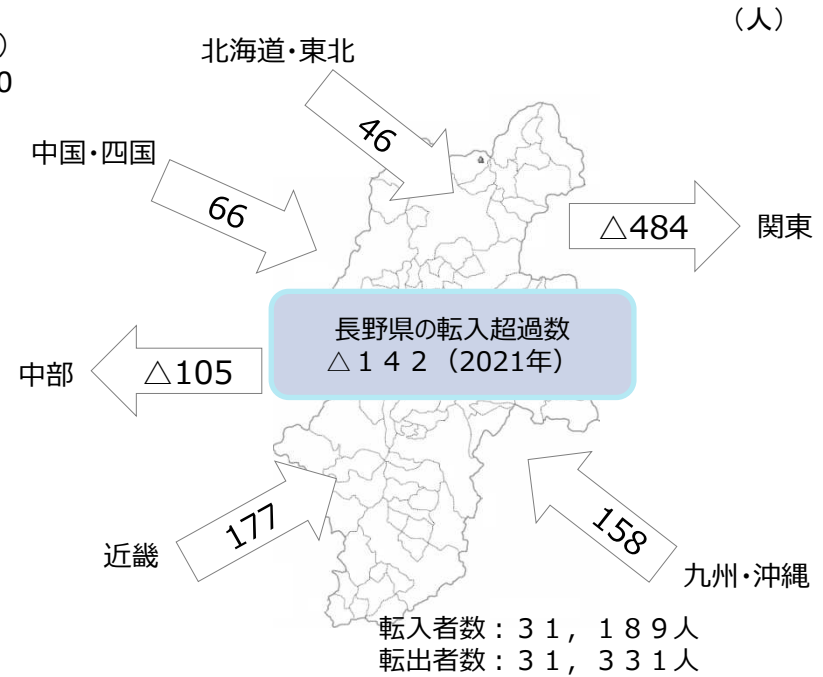 （人）
）
0
北海道・東北
46
中国・四国
66
△484
関東
長野県の転入超過数
△１４２（2021年）
中部
△105
177
近畿
158
九州・沖縄
転入者数：３１，１８９人
転出者数：３１，３３１人